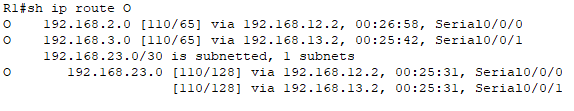 R1#sh ip route O
O    192.168.2.0 [110/65] via 192.168.12.2, 00:26:58, Serial0/0/0
O    192.168.3.0 [110/65] via 192.168.13.2, 00:25:42, Serial0/0/1
     192.168.23.0/30 is subnetted, 1 subnets
O       192.168.23.0 [110/128] via 192.168.12.2, 00:25:31, Serial0/0/0
                     [110/128] via 192.168.13.2, 00:25:31, Serial0/0/1